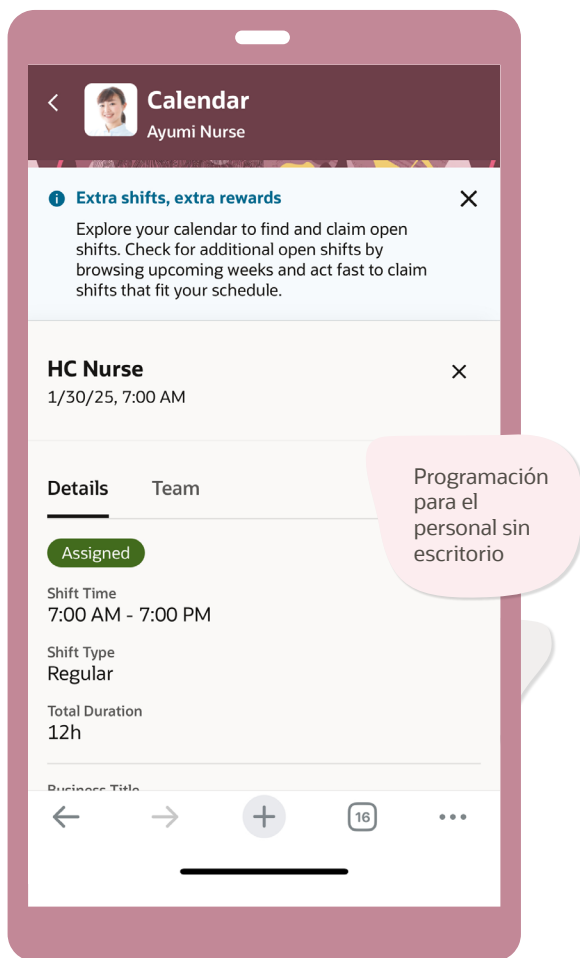 Calendar
Ayumi Nurse
Extra shifts, extra rewards
Explore your calendar to find and claim open
shifts. Check for additional open shifts by
browsing upcoming weeks and act fast to claim
shifts that fit your schedule.
HC Nurse
1/30/25, 7:00 AM
Programación
para el
personal sin
escritorio
Details Team
Assigned
Shift Time
7:00 AM - 7:00 PM
Shift Type
Regular
Total Duration
12h
Business Title
16